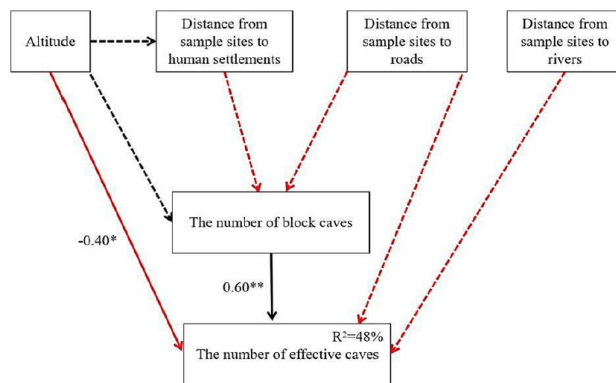 Altitude
Distance from
sample sites to
human settlements
Distance from
sample sites to
roads
Distance from
sample sites to
rivers
The number of block caves
-0.40*
0.60**
R²=48%
The number of effective caves